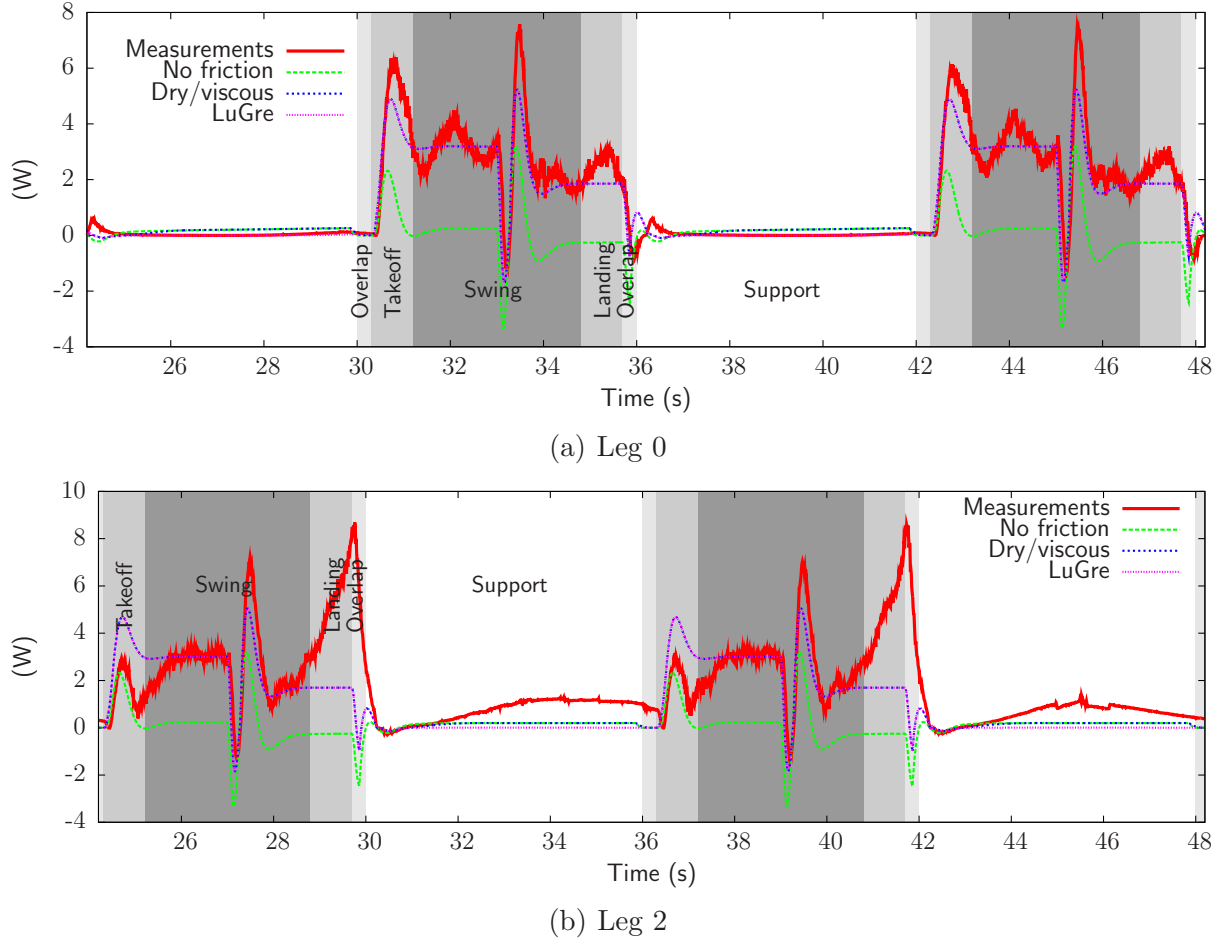 8
6
4
2
0
-2
-4
(W)
Measurements
No friction
Dry/viscous
LuGre
Overlap
Takeoff
Swing
Landing
Overlap
Support
26 28 30 32 34 36 38 40 42 44 46 48
Time (s)
(a) Leg 0
10
8
6
4
2
0
-2
-4
(W)
Takeoff
Swing
Landing
Overlap
Support
Measurements
No friction
Dry/viscous
LuGre
26 28 30 32 34 36 38 40 42 44 46 48
Time (s)
(b) Leg 2